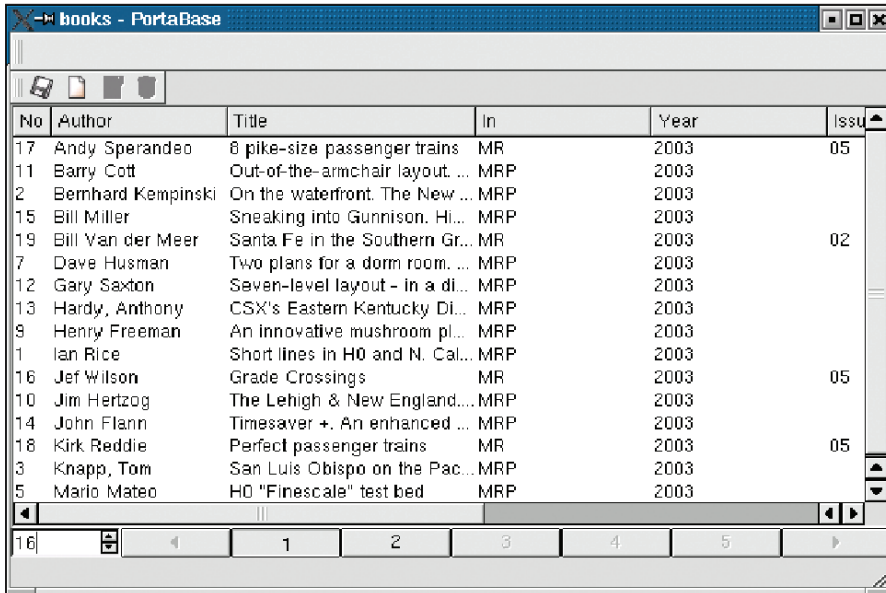 books - PortaBase
No Author Title In Year Issu
17 Andy Sperandeo 8 pike-size passenger trains MR 2003 05
11 Barry Cott Out-of-the-armchair layout. ... MRP 2003
2 Bernhard Kempinski On the waterfront. The New ... MRP 2003
15 Bill Miller Sneaking into Gunnison. Hi... MRP 2003
19 Bill Van der Meer Santa Fe in the Southern Gr... MR 2003 02
7 Dave Husman Two plans for a dorm room. ... MRP 2003
12 Gary Saxton Seven-level layout - in a di... MRP 2003
13 Hardy, Anthony CSX's Eastern Kentucky Di... MRP 2003
9 Henry Freeman An innovative mushroom pl... MRP 2003
1 Ian Rice Short lines in H0 and N. Cal... MRP 2003
16 Jef Wilson Grade Crossings MR 2003 05
10 Jim Hertzog The Lehigh & New England.... MRP 2003
14 John Flann Timesaver +. An enhanced ... MRP 2003
18 Kirk Reddie Perfect passenger trains MR 2003 05
3 Knapp, Tom San Luis Obispo on the Pac... MRP 2003
5 Mario Mateo H0 "Finescale" test bed MRP 2003
16 1 2 3 4 5